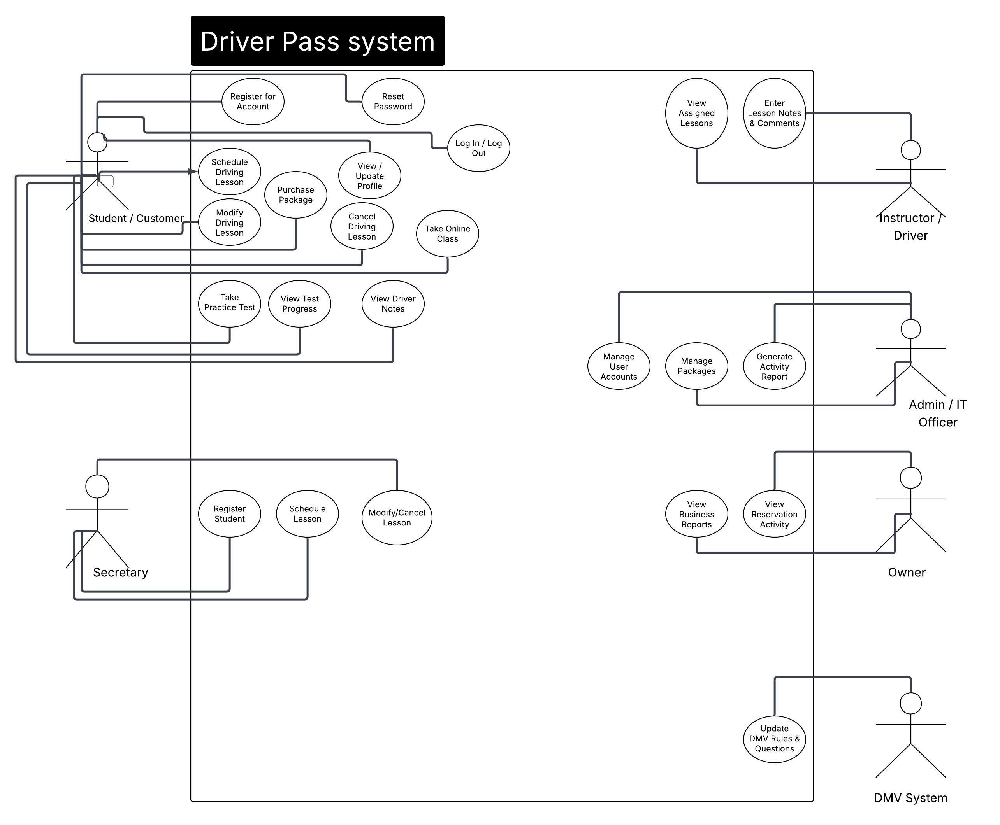 Driver Pass system
Register for
Account
Reset
Password
View
Assigned
Lessons
Enter
Lesson Notes
& Comments
Log In / Log
Out
Schedule
Driving
Lesson
View /
Update
Profile
Purchase
Package
Student / Customer
Modify
Driving
Lesson
Cancel
Driving
Lesson
Take Online
Class
Instructor /
Driver
Take
Practice Test
View Test
Progress
View Driver
Notes
Manage
User
Accounts
Manage
Packages
Generate
Activity
Report
Admin / IT
Officer
Register
Student
Schedule
Lesson
Modify/Cancel
Lesson
View
Business
Reports
View
Reservation
Activity
Secretary
Owner
Update
DMV Rules &
Questions
DMV System